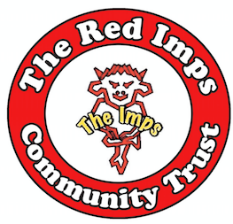 The Red Imps
The Imps
Community Trust